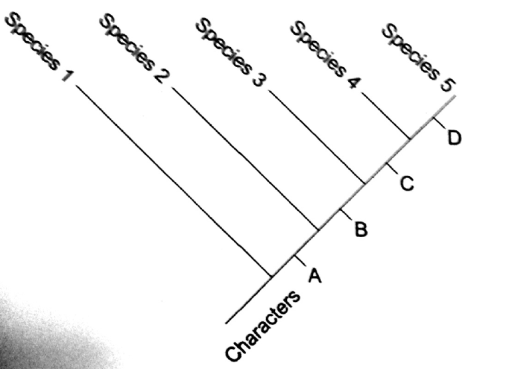 Species 1
Species 2
Species 3
Species 4
Species 5
D
C
B
A
Characters